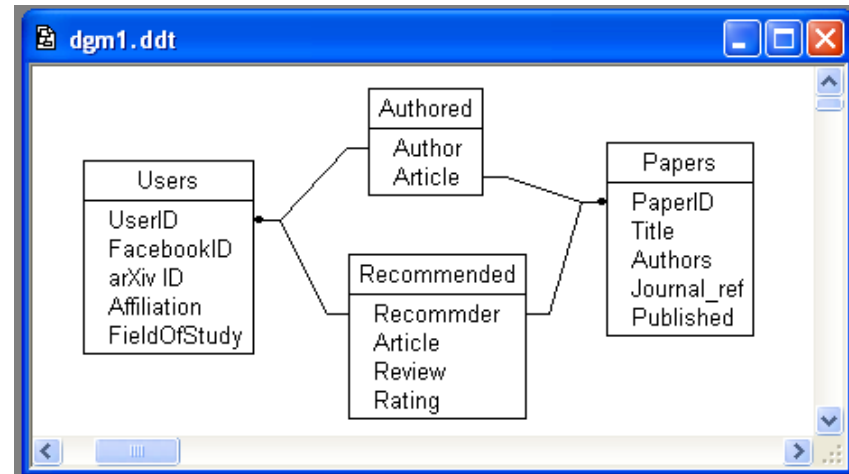 dgm1.ddt
Users
UserID
FacebookID
arXiv ID
Affiliation
FieldOfStudy
Authored
Author
Article
Recommended
Recommder
Article
Review
Rating
Papers
PaperID
Title
Authors
Journal_ref
Published